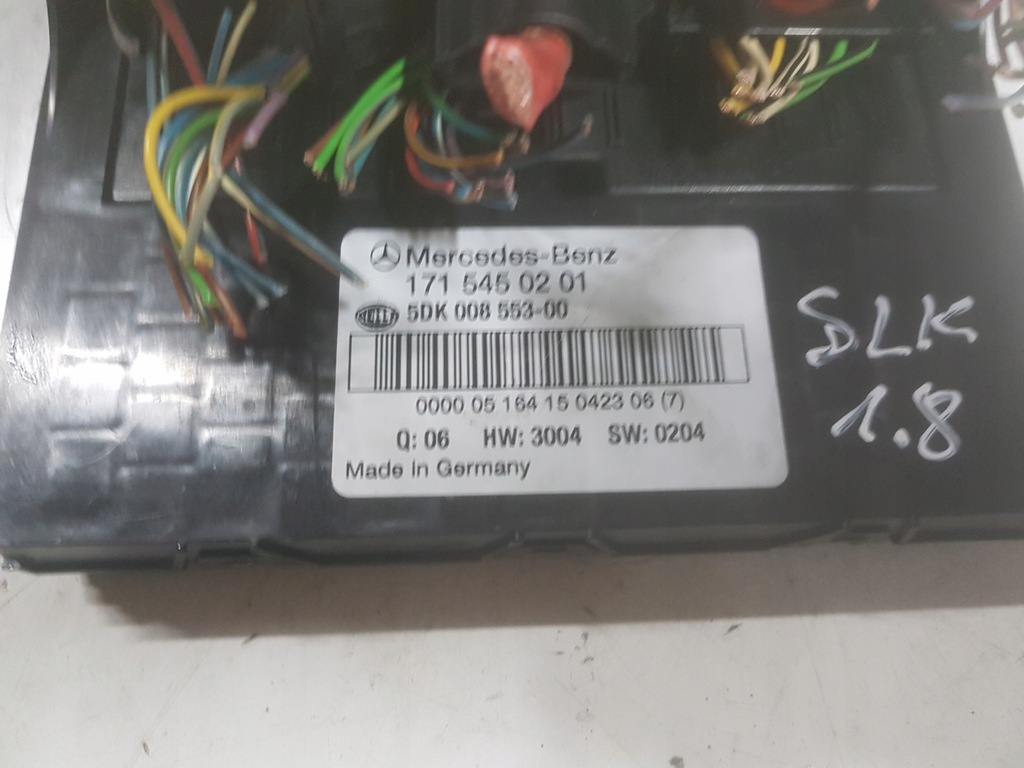 Mercedes-Benz
171 545 02 01
HELLA 5DK 008 553-00
0000 05 164 15 0423 06 (7)
Q: 06 HW: 3004 SW: 0204
Made in Germany
SLK
1.8